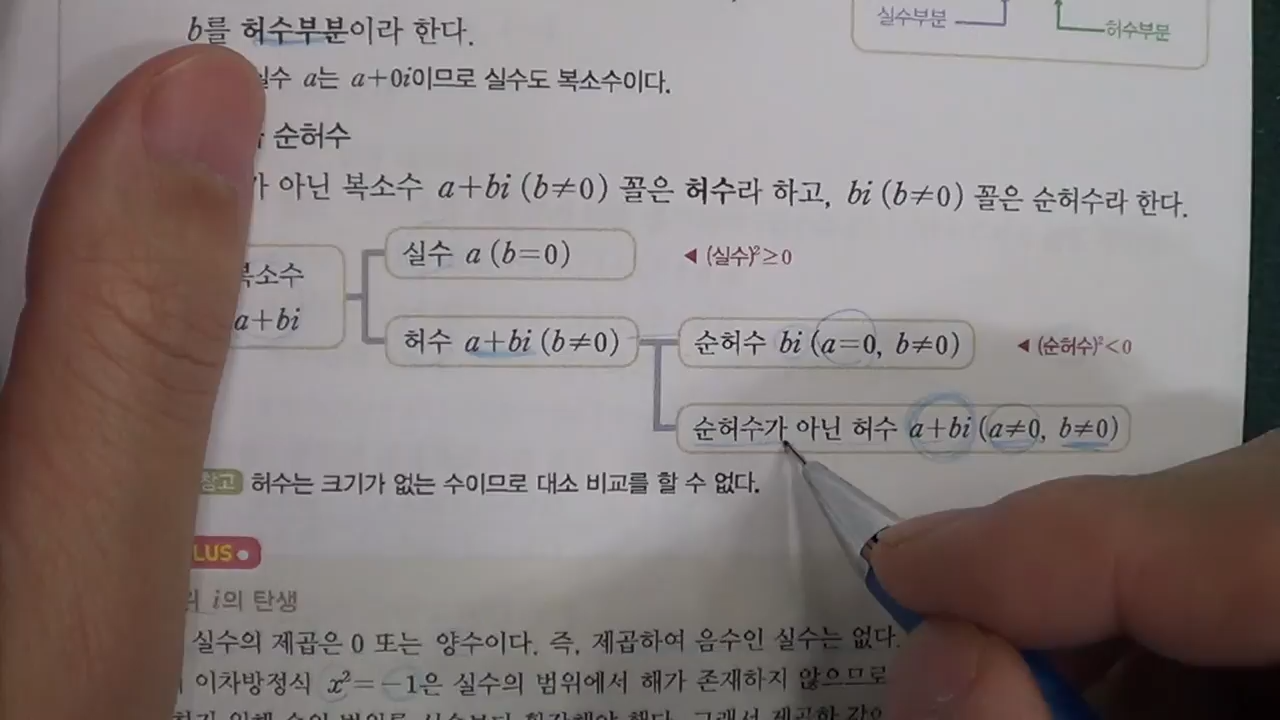 실수부분 허수부분
b를 허수부분이라 한다.
실수 a는 a+0i이므로 실수도 복소수이다.
순허수
아닌 복소수 a+bi (b≠0) 꼴은 허수라 하고, bi (b≠0) 꼴은 순허수라 한다.
실수 a (b=0) ◀ (실수)²≥0
복소수
a+bi
허수 a+bi (b≠0) 순허수 bi (a=0, b≠0) ◀ (순허수)²<0
순허수가 아닌 허수 a+bi (a≠0, b≠0)
참고 허수는 크기가 없는 수이므로 대소 비교를 할 수 없다.
LUS
i의 탄생
실수의 제곱은 0 또는 양수이다. 즉, 제곱하여 음수인 실수는 없다.
이차방정식 x²=-1은 실수의 범위에서 해가 존재하지 않으므로